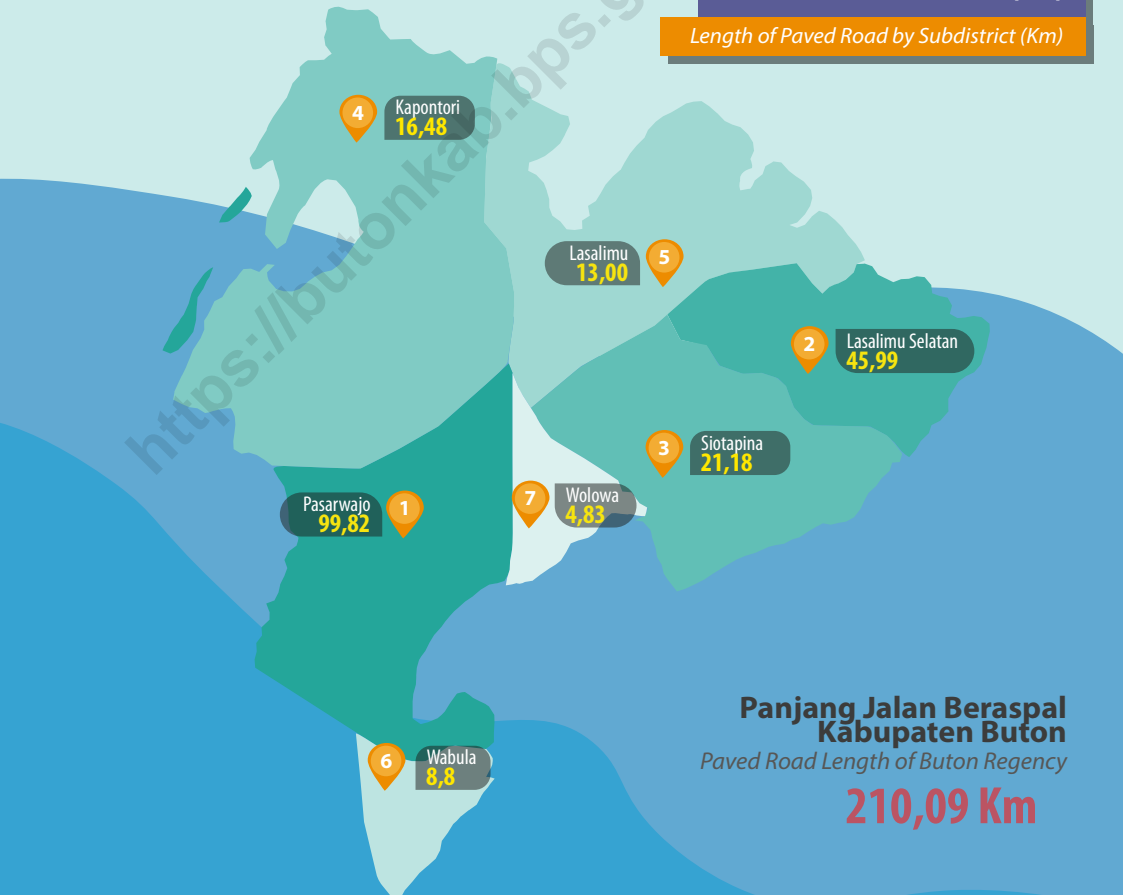 Length of Paved Road by Subdistrict (Km)
https://butonkab.bps.g
4
Kapontori
16,48
Lasalimu
13,00
5
2
Lasalimu Selatan
45,99
3
Siotapina
21,18
Pasarwajo
99,82
1
7
Wolowa
4,83
6
Wabula
8,8
Panjang Jalan Beraspal
Kabupaten Buton
Paved Road Length of Buton Regency
210,09 Km